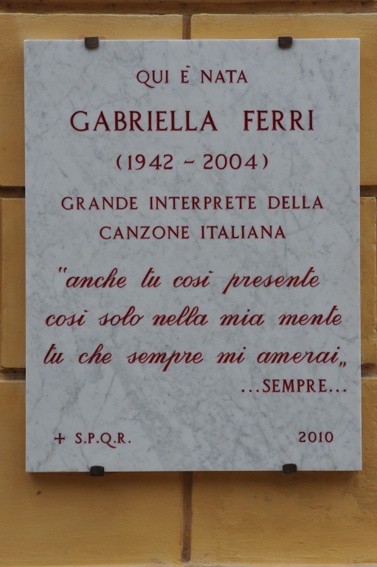 QUI È NATA
GABRIELLA FERRI
(1942 - 2004)
GRANDE INTERPRETE DELLA
CANZONE ITALIANA
"anche tu così presente
così solo nella mia mente
tu che sempre mi amerai„
...SEMPRE...
+ S.P.Q.R. 2010